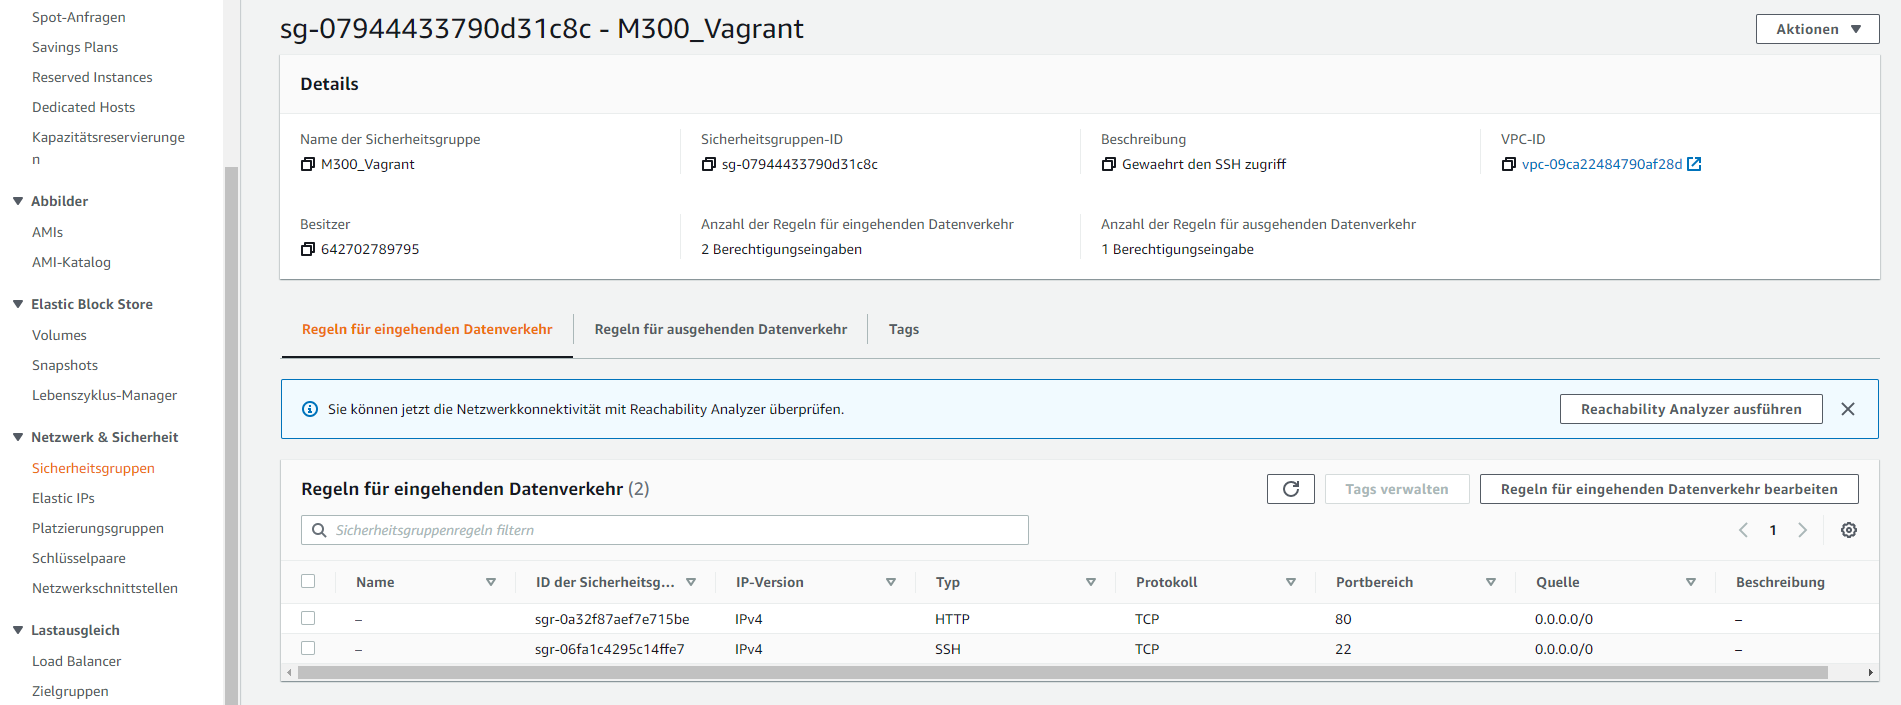 Spot-Anfragen
Savings Plans
Reserved Instances
Dedicated Hosts
Kapazitätsreservierunge
n
Abbilder
AMIs
AMI-Katalog
Elastic Block Store
Volumes
Snapshots
Lebenszyklus-Manager
Netzwerk & Sicherheit
Sicherheitsgruppen
Elastic IPs
Platzierungsgruppen
Schlüsselpaare
Netzwerkschnittstellen
Lastausgleich
Load Balancer
Zielgruppen
sg-07944433790d31c8c - M300_Vagrant
Aktionen
Details
Name der Sicherheitsgruppe
M300_Vagrant
Sicherheitsgruppen-ID
sg-07944433790d31c8c
Beschreibung
Gewaehrt den SSH zugriff
VPC-ID
vpc-09ca22484790af28d
Besitzer
642702789795
Anzahl der Regeln für eingehenden Datenverkehr
2 Berechtigungseingaben
Anzahl der Regeln für ausgehenden Datenverkehr
1 Berechtigungseingabe
Regeln für eingehenden Datenverkehr
Regeln für ausgehenden Datenverkehr
Tags
Sie können jetzt die Netzwerkkonnektivität mit Reachability Analyzer überprüfen.
Reachability Analyzer ausführen
Regeln für eingehenden Datenverkehr (2)
Tags verwalten
Regeln für eingehenden Datenverkehr bearbeiten
Sicherheitsgruppenregeln filtern
1
Name ID der Sicherheitsg... IP-Version Typ Protokoll Portbereich Quelle Beschreibung
– sgr-0a32f87aef7e715be IPv4 HTTP TCP 80 0.0.0.0/0 –
– sgr-06fa1c4295c14ffe7 IPv4 SSH TCP 22 0.0.0.0/0 –